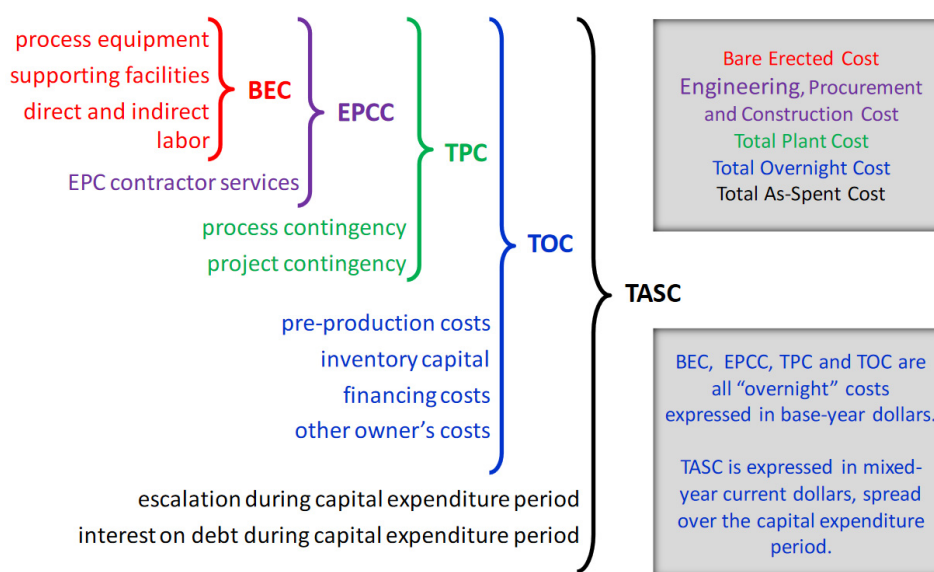 process equipment
supporting facilities
direct and indirect
labor
BEC
EPC contractor services
EPCC
process contingency
project contingency
TPC
pre-production costs
inventory capital
financing costs
other owner's costs
TOC
escalation during capital expenditure period
interest on debt during capital expenditure period
TASC
Bare Erected Cost
Engineering, Procurement
and Construction Cost
Total Plant Cost
Total Overnight Cost
Total As-Spent Cost
BEC, EPCC, TPC and TOC are
all “overnight” costs
expressed in base-year dollars.
TASC is expressed in mixed-
year current dollars, spread
over the capital expenditure
period.